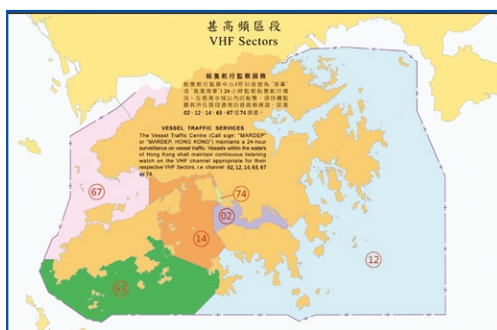 甚高頻區段
VHF Sectors
船隻航行監察服務
VESSEL TRAFFIC SERVICES
The Vessel Traffic Centre (Call sign: "MARDEP"
or "MARDEP, HONG KONG") maintains a 24-hour
surveillance on vessel traffic. Vessels within the waters
of Hong Kong shall maintain continuous listening
watch on the VHF channel appropriate for their
respective VHF Sectors, i.e channel 02, 12, 14, 63, 67
or 74.
67
74
02
14
12
63